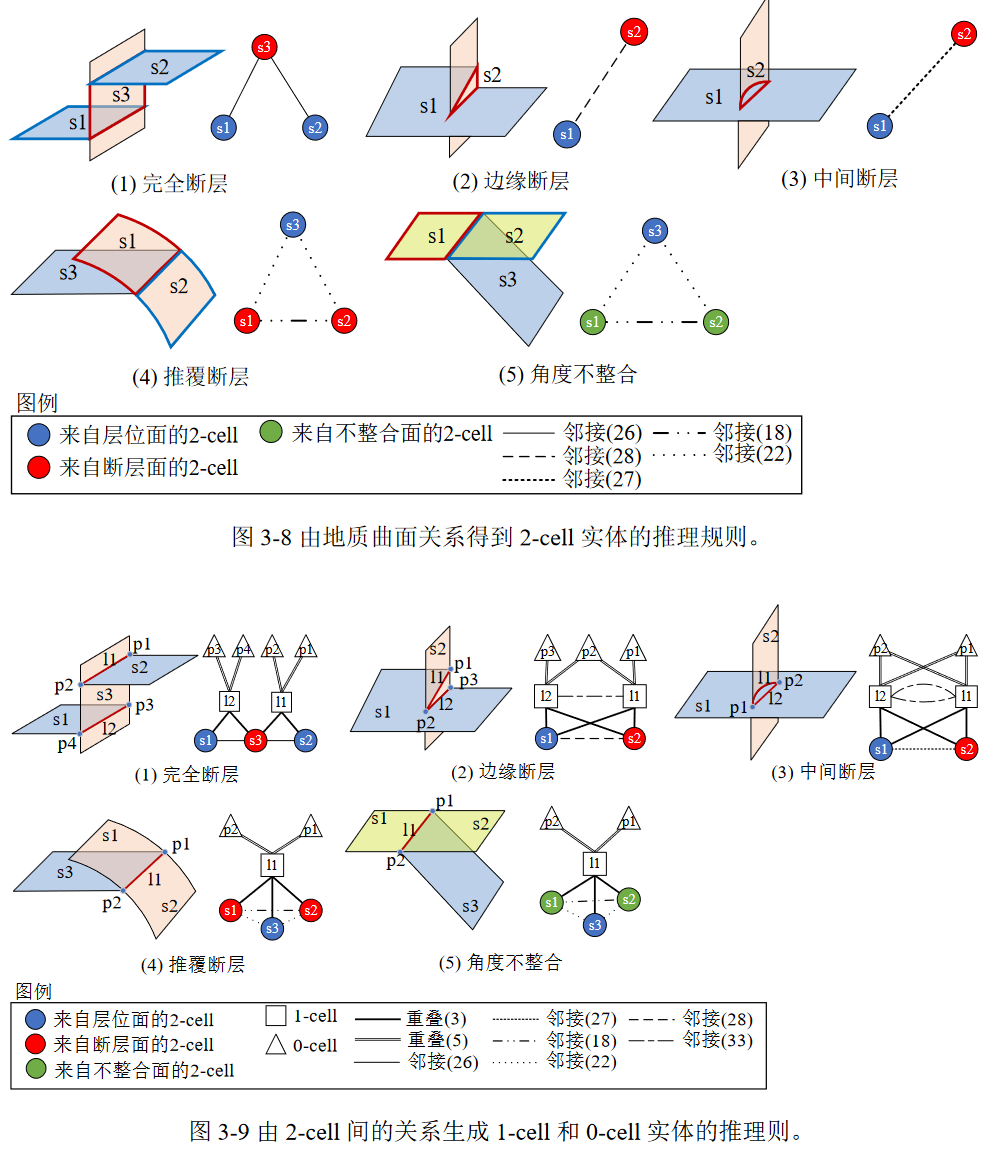 s2
s3
s1
s3
s1
s2
(1) 完全断层
s1
s2
s2
s1
(2) 边缘断层
s1
s2
s2
s1
(3) 中间断层
s1
s3
s2
s3
s1
s2
(4) 推覆断层
s1
s2
s3
s3
s1
s2
(5) 角度不整合
图例
来自层位面的2-cell
来自断层面的2-cell
来自不整合面的2-cell
邻接(26)
邻接(28)
邻接(27)
邻接(18)
邻接(22)
图 3-8 由地质曲面关系得到 2-cell 实体的推理规则。
p1
l1
s2
p2
s3
s1
p3
l2
p4
p3
p4
p2
p1
l2
l1
s1
s3
s2
(1) 完全断层
s2
p1
l1
p3
l2
s1
p2
p3
p2
p1
l2
l1
s1
s2
(2) 边缘断层
s2
l1
p2
l2
s1
p1
p2
p1
l2
l1
s1
s2
(3) 中间断层
s1
p1
s3
l1
p2
s2
p2
p1
l1
s1
s2
s3
(4) 推覆断层
p1
s1
l1
s2
p2
s3
p2
p1
l1
s1
s2
s3
(5) 角度不整合
图例
来自层位面的2-cell
来自断层面的2-cell
来自不整合面的2-cell
1-cell
0-cell
重叠(3)
重叠(5)
邻接(26)
邻接(27)
邻接(18)
邻接(22)
邻接(28)
邻接(33)
图 3-9 由 2-cell 间的关系生成 1-cell 和 0-cell 实体的推理则。